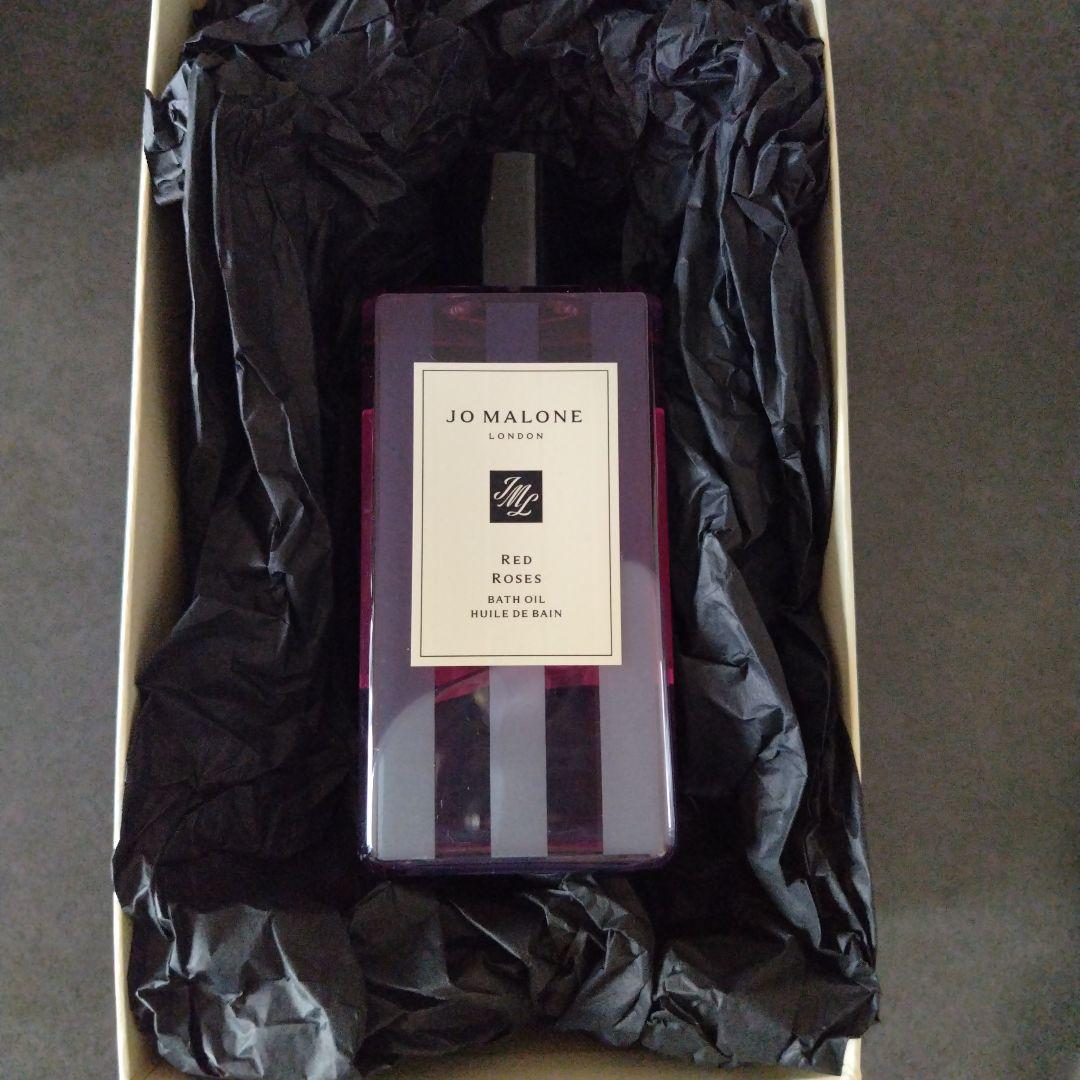 JO MALONE
LONDON
JML
RED
ROSES
BATH OIL
HUILE DE BAIN